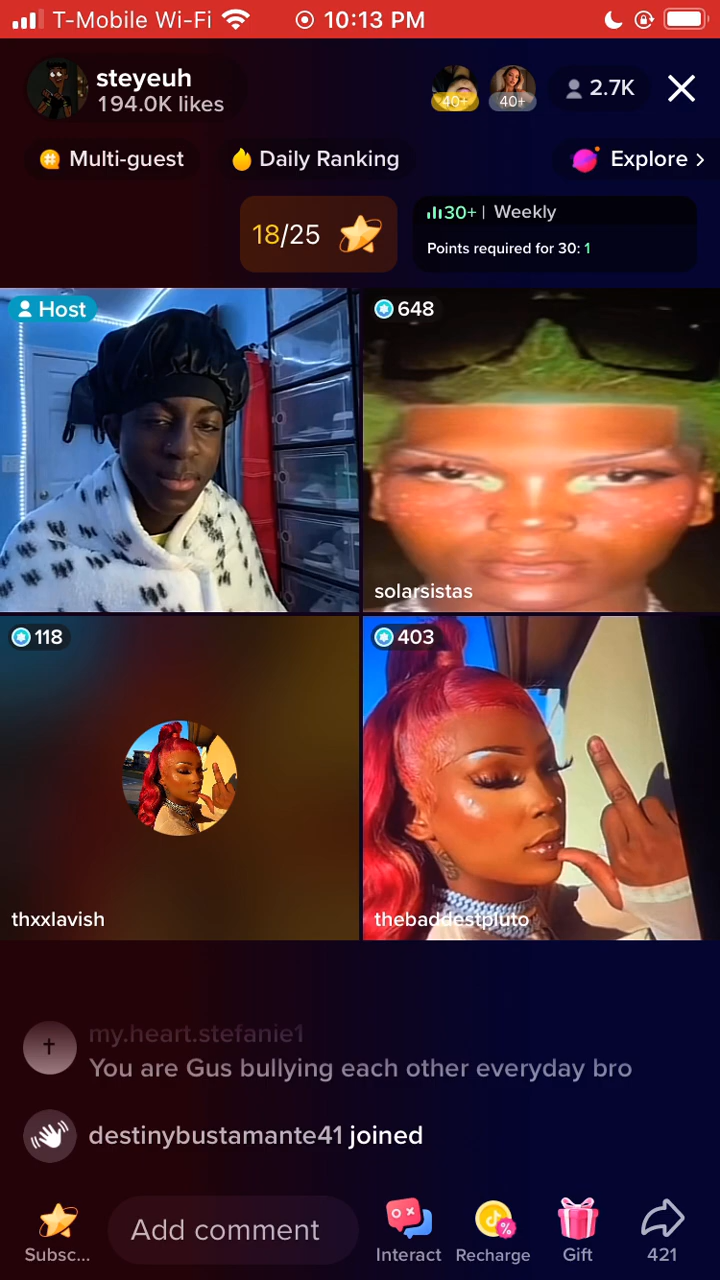 T-Mobile Wi-Fi 10:13 PM
steyeuh
194.0K likes
40+ 40+ 2.7K
Multi-guest Daily Ranking Explore >
18/25
30+ | Weekly
Points required for 30: 1
Host
648
solarsistas
118
403
thxxlavish
thebaddestpluto
my.heart.stefanie1
You are Gus bullying each other everyday bro
destinybustamante41 joined
Add comment
Subsc... Interact Recharge Gift 421